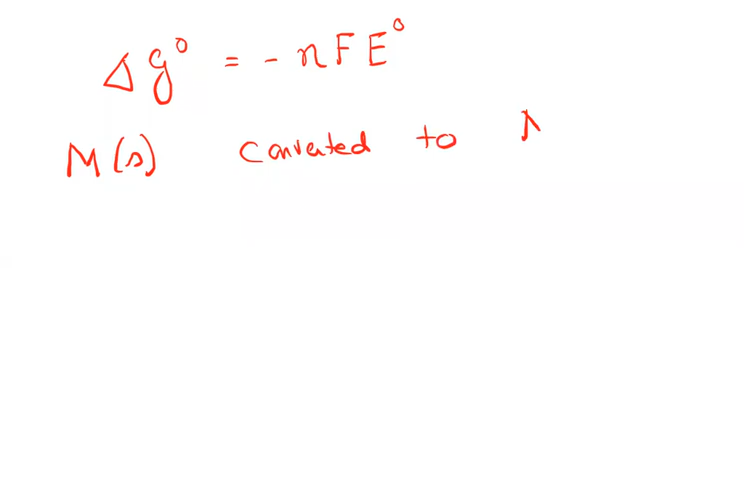 Δg° = - nFE°
M(s) converted to